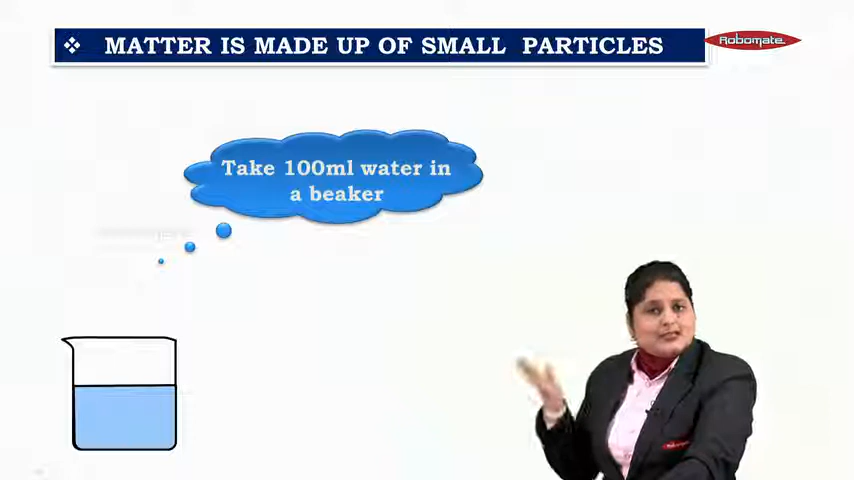 MATTER IS MADE UP OF SMALL PARTICLES
Robomate
Take 100ml water in
a beaker